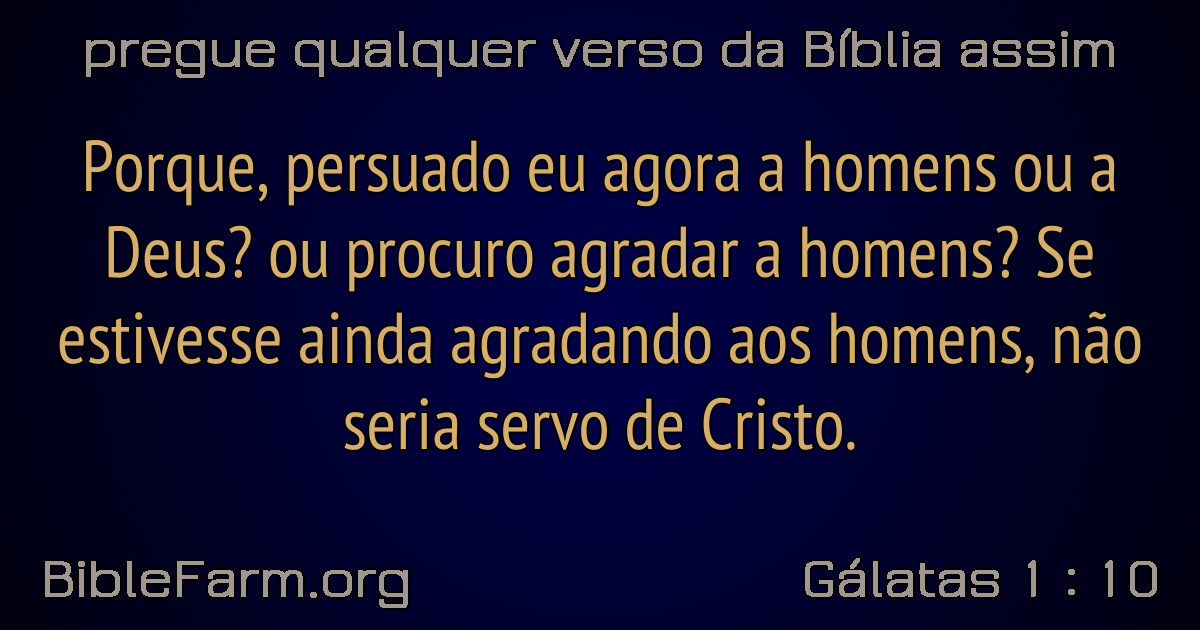 pregue qualquer verso da Bíblia assim
Porque, persuado eu agora a homens ou a
Deus? ou procuro agradar a homens? Se
estivesse ainda agradando aos homens, não
seria servo de Cristo.
BibleFarm.org
Gálatas 1 : 10